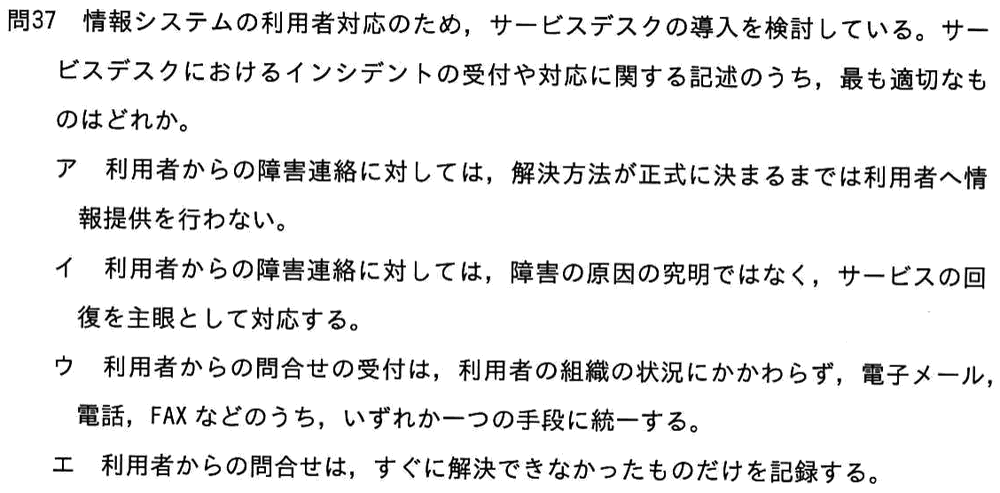 問37 情報システムの利用者対応のため，サービスデスクの導入を検討している。サー
ビスデスクにおけるインシデントの受付や対応に関する記述のうち，最も適切なも
のはどれか。
ア 利用者からの障害連絡に対しては，解決方法が正式に決まるまでは利用者へ情
報提供を行わない。
イ 利用者からの障害連絡に対しては，障害の原因の究明ではなく，サービスの回
復を主眼として対応する。
ウ 利用者からの問合せの受付は，利用者の組織の状況にかかわらず，電子メール，
電話，FAXなどのうち，いずれか一つの手段に統一する。
エ 利用者からの問合せは，すぐに解決できなかったものだけを記録する。